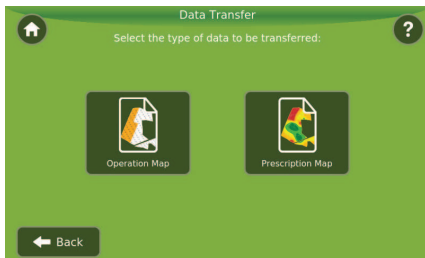 Data Transfer
Select the type of data to be transferred:
?
Operation Map
Prescription Map
Back